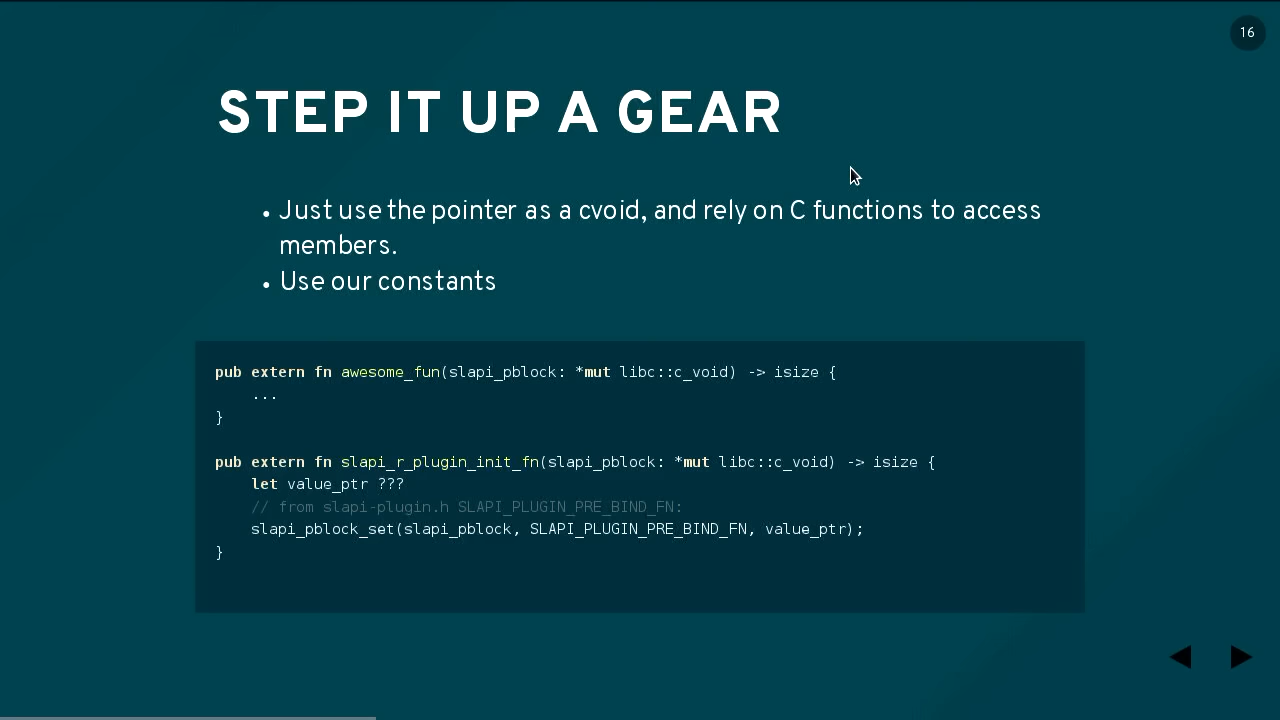 16
STEP IT UP A GEAR
• Just use the pointer as a cvoid, and rely on C functions to access
members.
• Use our constants
pub extern fn awesome_fun(slapi_pblock: *mut libc::c_void) -> isize {
    ...
}
pub extern fn slapi_r_plugin_init_fn(slapi_pblock: *mut libc::c_void) -> isize {
    let value_ptr ???
    // from slapi-plugin.h SLAPI_PLUGIN_PRE_BIND_FN:
    slapi_pblock_set(slapi_pblock, SLAPI_PLUGIN_PRE_BIND_FN, value_ptr);
}